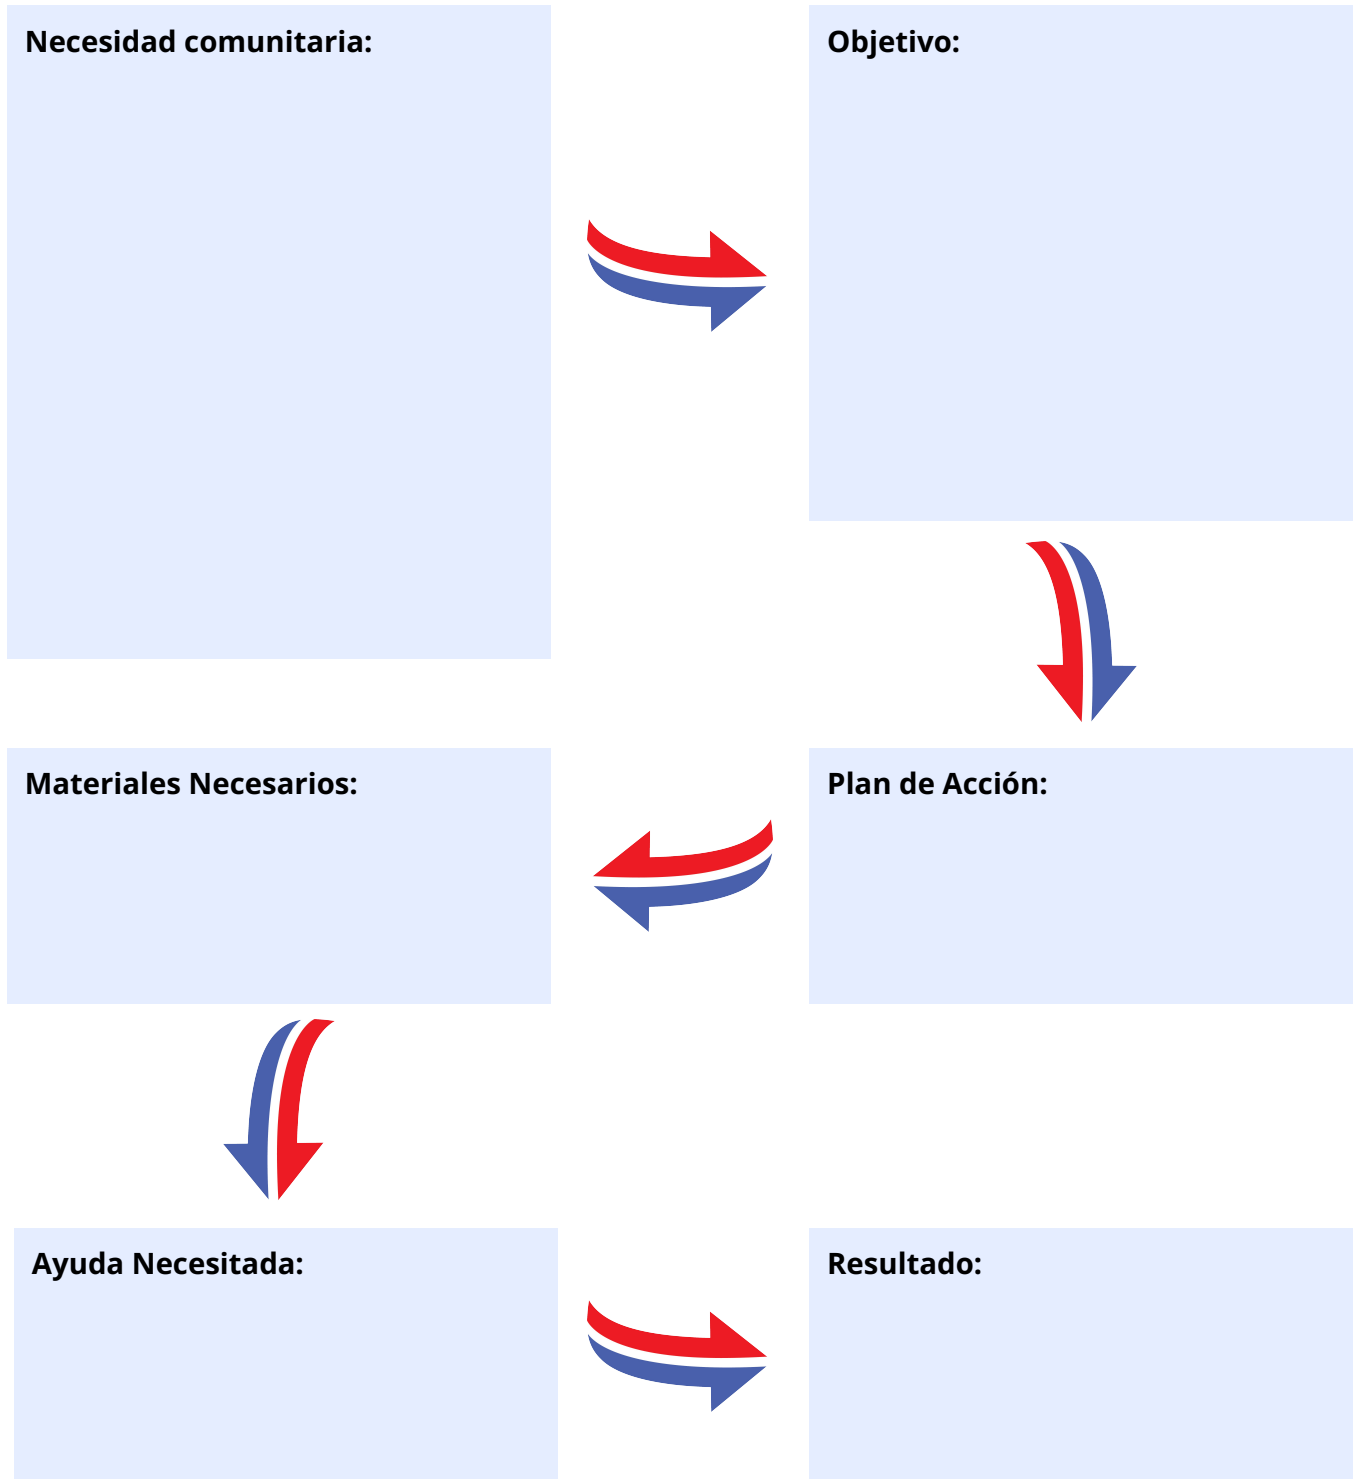 Necesidad comunitaria:
Objetivo:
Plan de Acción:
Materiales Necesarios:
Ayuda Necesitada:
Resultado: